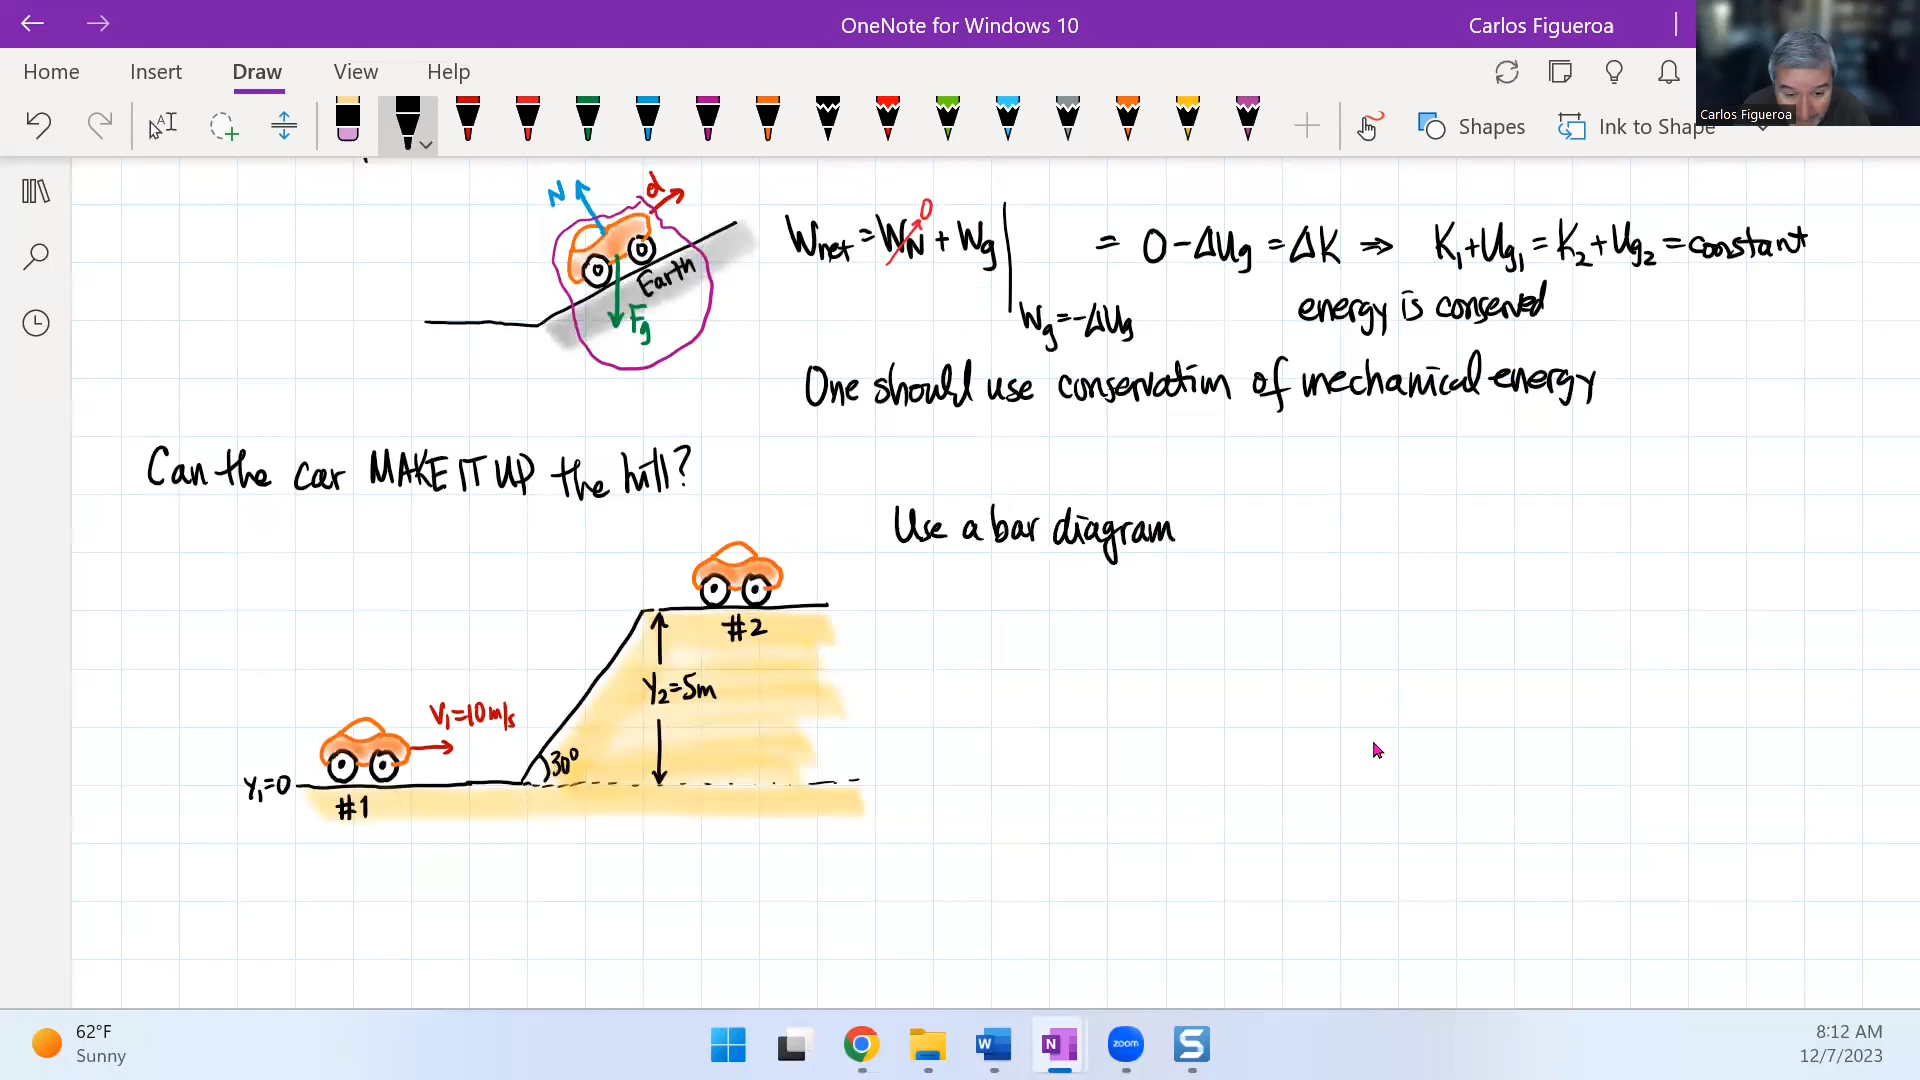 OneNote for Windows 10
Carlos Figueroa
Home Insert Draw View Help
Carlos Figueroa
Shapes
Ink to Shape
N
d
Earth
Fg
Wnet = WN + Wg
0
Wg = -ΔUg
= 0 - ΔUg = ΔK ⇒ K₁ + Ug₁ = K₂ + Ug₂ = constant
energy is conserved
One should use conservation of mechanical energy
Can the car MAKE IT UP the hill?
Use a bar diagram
#2
Y₂=5m
V₁=10m/s
30°
Y₁=0
#1
62°F
Sunny
W
N
zoom
S
8:12 AM
12/7/2023